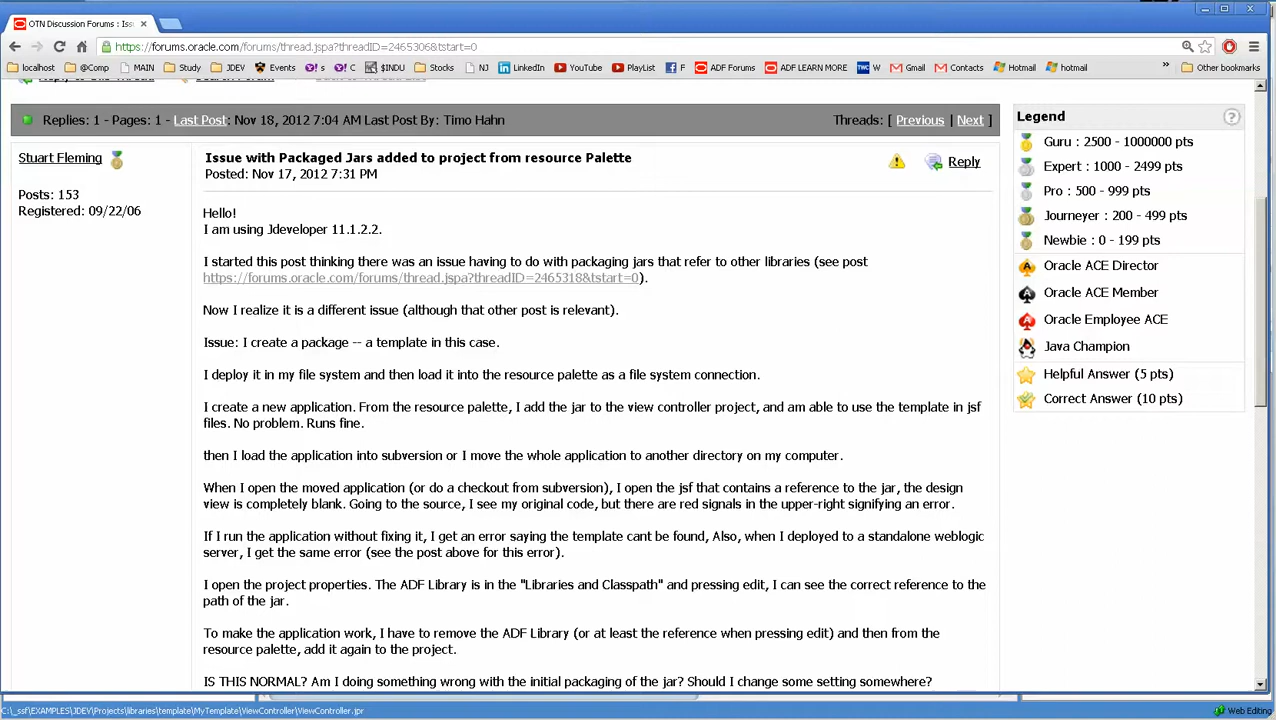 OTN Discussion Forums : Iss
https://forums.oracle.com/forums/thread.jspa?threadID=2465306&tstart=0
localhost @Comp MAIN Study JDEV Events Y! s Y! C $INDU Stocks NJ LinkedIn YouTube PlayList F ADF Forums ADF LEARN MORE W Gmail Contacts Hotmail hotmail » Other bookmarks
Replies: 1 - Pages: 1 - Last Post: Nov 18, 2012 7:04 AM Last Post By: Timo Hahn
Threads: [ Previous | Next ]
Stuart Fleming
Posts: 153
Registered: 09/22/06
Issue with Packaged Jars added to project from resource Palette
Posted: Nov 17, 2012 7:31 PM
Reply
Hello!
I am using Jdeveloper 11.1.2.2.
I started this post thinking there was an issue having to do with packaging jars that refer to other libraries (see post
https://forums.oracle.com/forums/thread.jspa?threadID=2465318&tstart=0).
Now I realize it is a different issue (although that other post is relevant).
Issue: I create a package -- a template in this case.
I deploy it in my file system and then load it into the resource palette as a file system connection.
I create a new application. From the resource palette, I add the jar to the view controller project, and am able to use the template in jsf
files. No problem. Runs fine.
then I load the application into subversion or I move the whole application to another directory on my computer.
When I open the moved application (or do a checkout from subversion), I open the jsf that contains a reference to the jar, the design
view is completely blank. Going to the source, I see my original code, but there are red signals in the upper-right signifying an error.
If I run the application without fixing it, I get an error saying the template cant be found, Also, when I deployed to a standalone weblogic
server, I get the same error (see the post above for this error).
I open the project properties. The ADF Library is in the "Libraries and Classpath" and pressing edit, I can see the correct reference to the
path of the jar.
To make the application work, I have to remove the ADF Library (or at least the reference when pressing edit) and then from the
resource palette, add it again to the project.
IS THIS NORMAL? Am I doing something wrong with the initial packaging of the jar? Should I change some setting somewhere?
Legend
Guru : 2500 - 1000000 pts
Expert : 1000 - 2499 pts
Pro : 500 - 999 pts
Journeyer : 200 - 499 pts
Newbie : 0 - 199 pts
Oracle ACE Director
Oracle ACE Member
Oracle Employee ACE
Java Champion
Helpful Answer (5 pts)
Correct Answer (10 pts)
C:\_ssf\EXAMPLES\JDEV\Projects\libraries\template\MyTemplate\ViewController\ViewController.jpr
Web Editing